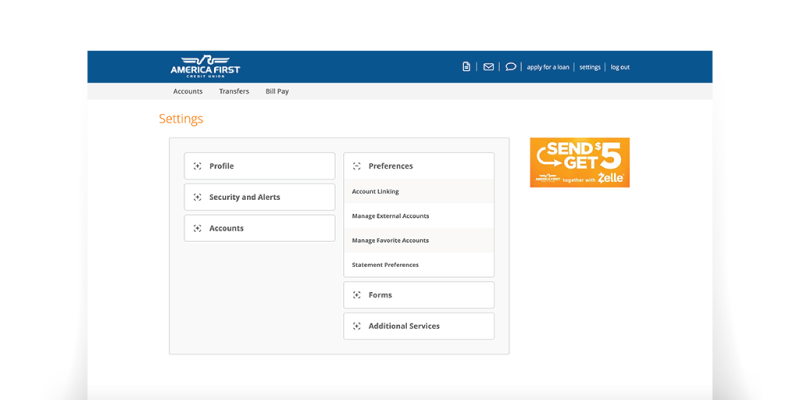 AMERICA FIRST
CREDIT UNION
apply for a loan
settings
log out
Accounts
Transfers
Bill Pay
Settings
Profile
Security and Alerts
Accounts
Preferences
Account Linking
Manage External Accounts
Manage Favorite Accounts
Statement Preferences
Forms
Additional Services
SEND $5
GET
AMERICA FIRST
together with Zelle